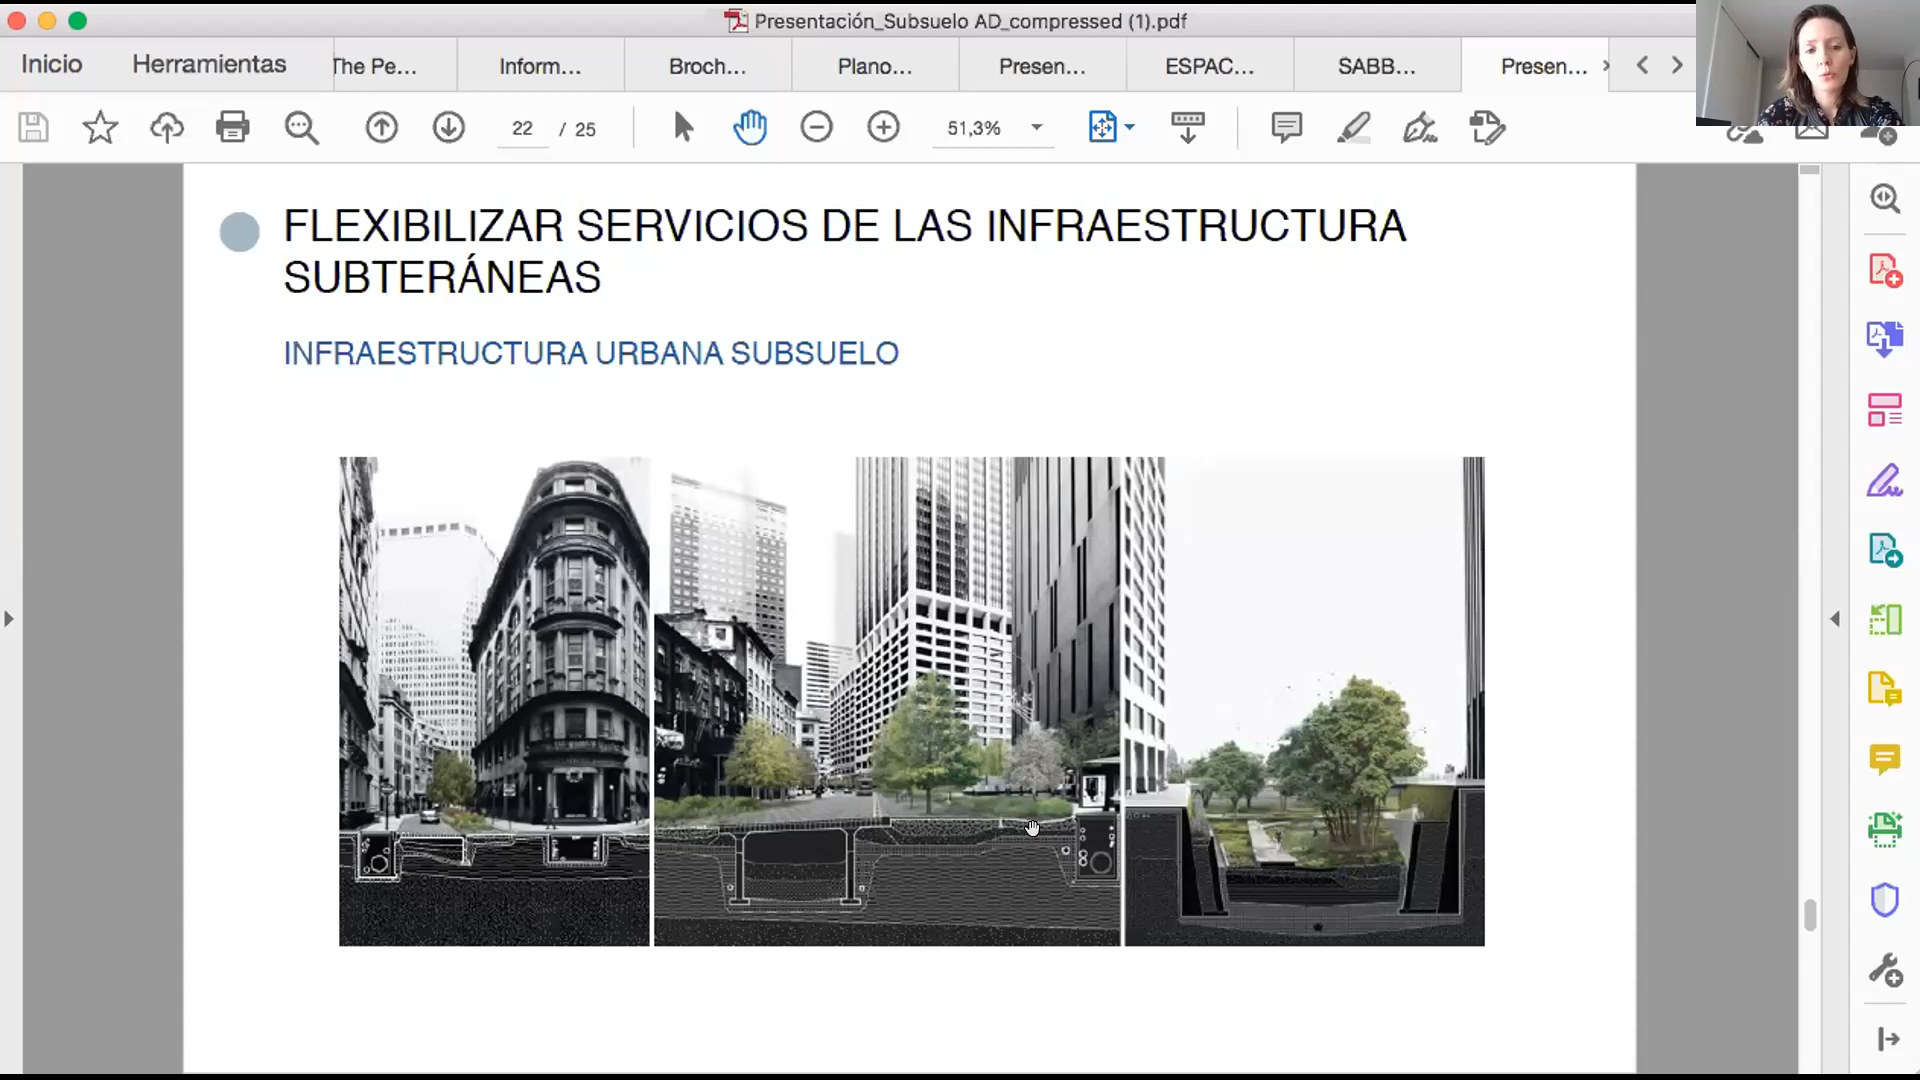 Presentación_Subsuelo AD_compressed (1).pdf
Inicio
Herramientas
The Pe...
Inform...
Broch...
Plano...
Presen...
ESPAC...
SABB...
Presen...
22 / 25
51,3%
FLEXIBILIZAR SERVICIOS DE LAS INFRAESTRUCTURA
SUBTERÁNEAS
INFRAESTRUCTURA URBANA SUBSUELO